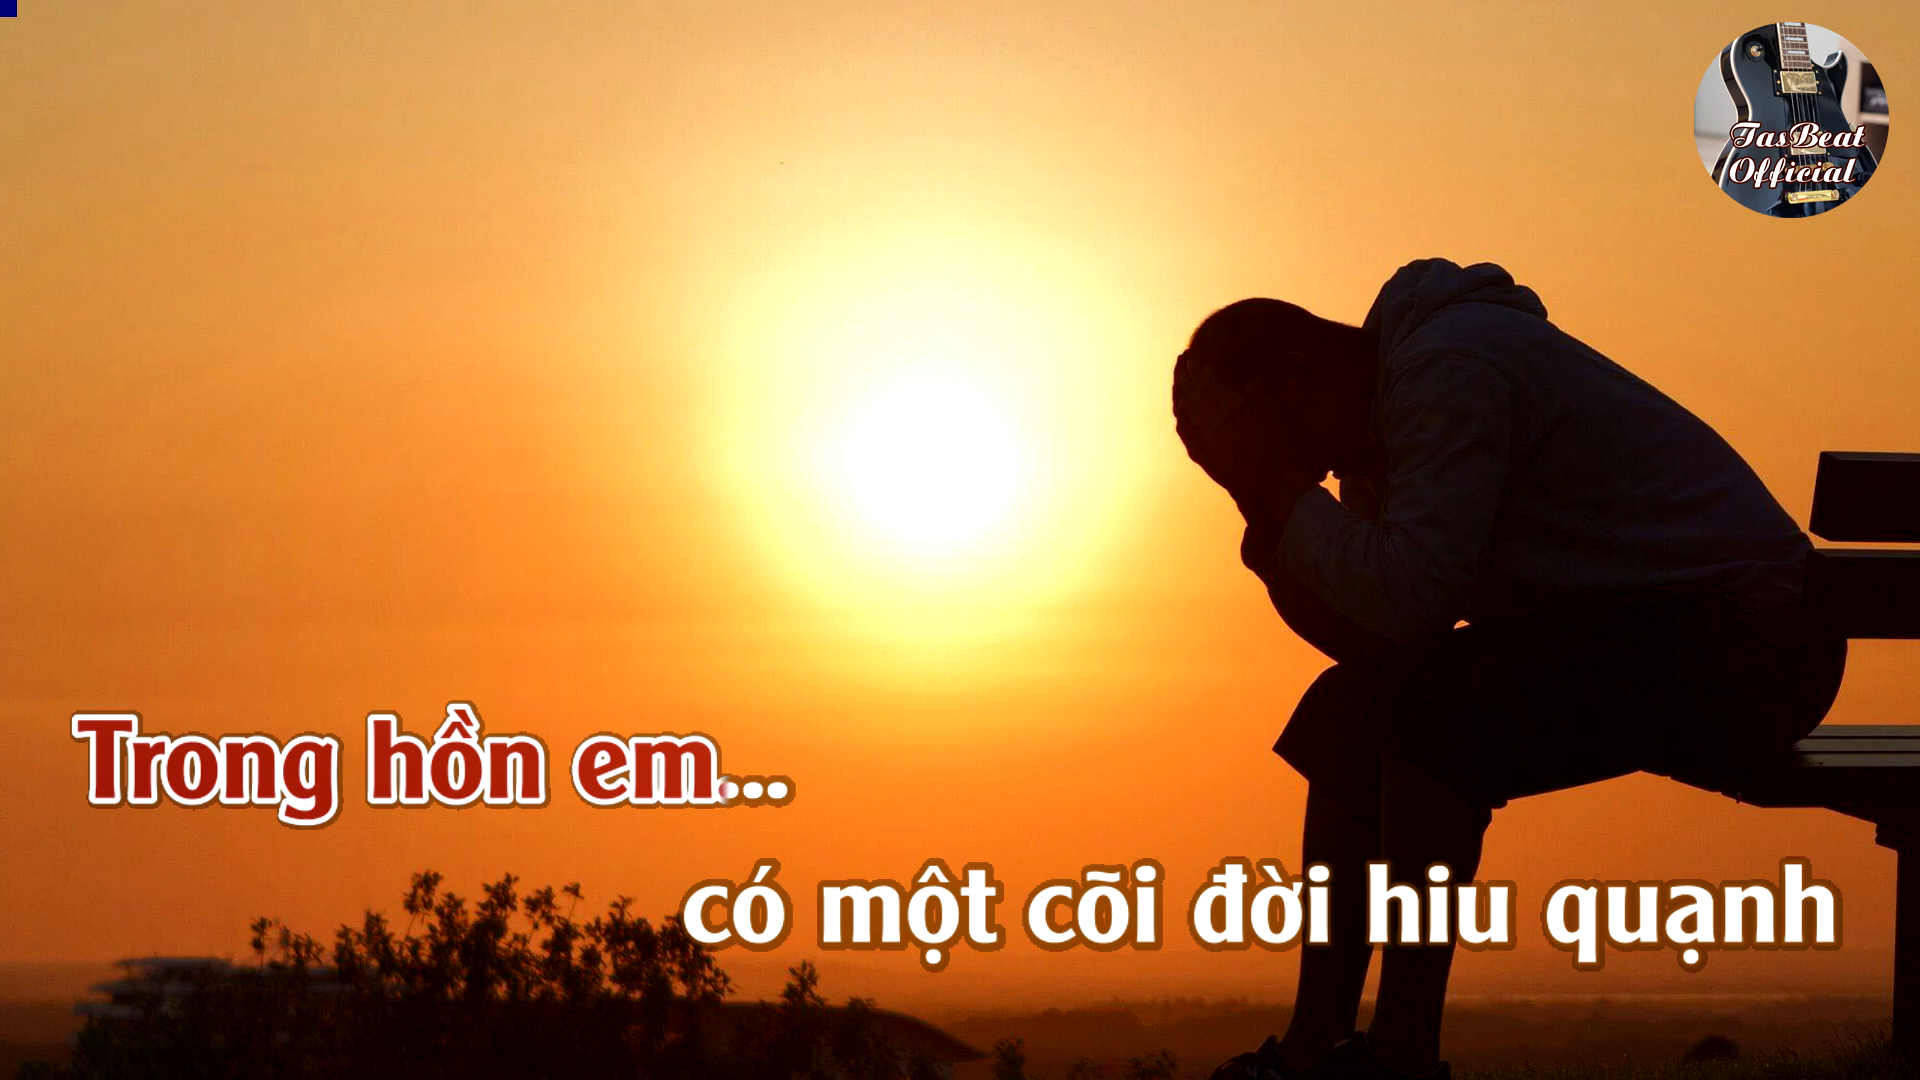 TasBeat
Official
Trong hồn em...
có một cõi đời hiu quạnh